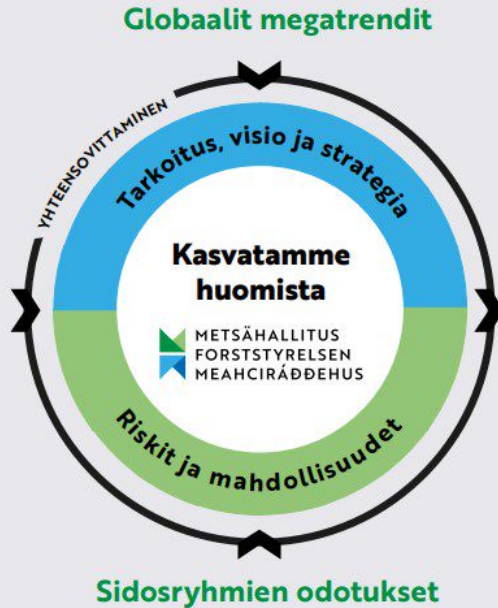 Globaalit megatrendit
YHTEENSOVITTAMINEN
Tarkoitus, visio ja strategia
Kasvatamme
huomista
METSÄHALLITUS
FORSTSTYRELSEN
MEAHCIRÁĐĐEHUS
Riskit ja mahdollisuudet
Sidosryhmien odotukset